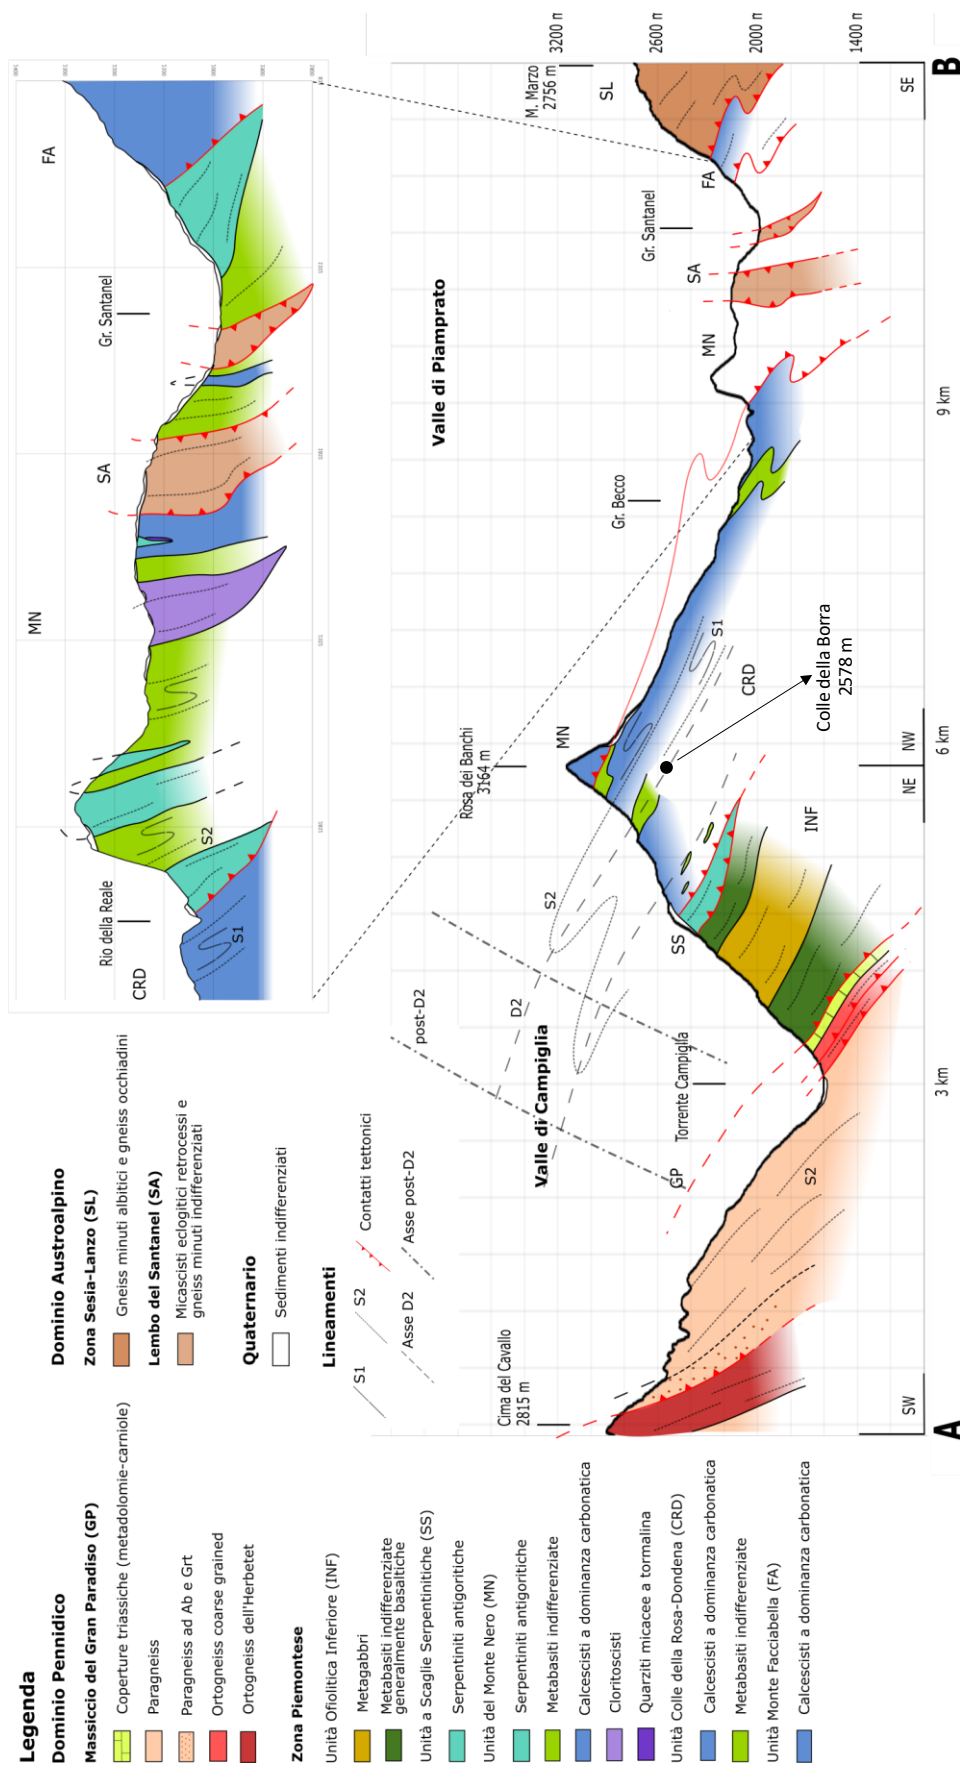 Legenda
Dominio Pennidico
Massiccio del Gran Paradiso (GP)
Coperture triassiche (metadolomie-carniole)
Paragneiss
Paragneiss ad Ab e Grt
Ortogneiss coarse grained
Ortogneiss dell'Herbetet
Zona Piemontese
Unità Ofiolitica Inferiore (INF)
Metagabbri
Metabasiti indifferenziate
generalmente basaltiche
Unità a Scaglie Serpentinitiche (SS)
Serpentiniti antigoritiche
Unità del Monte Nero (MN)
Serpentiniti antigoritiche
Metabasiti indifferenziate
Calcescisti a dominanza carbonatica
Cloritoscisti
Quarziti micacee a tormalina
Unità Colle della Rosa-Dondena (CRD)
Calcescisti a dominanza carbonatica
Metabasiti indifferenziate
Unità Monte Facciabella (FA)
Calcescisti a dominanza carbonatica
Dominio Austroalpino
Zona Sesia-Lanzo (SL)
Gneiss minuti albitici e gneiss occhiadini
Lembo del Santanel (SA)
Micascisti eclogitici retrocessi e
gneiss minuti indifferenziati
Quaternario
Sedimenti indifferenziati
Lineamenti
S1
S2
Contatti tettonici
Asse D2
Asse post-D2
CRD
Rio della Reale
S1
S2
MN
SA
Gr. Santanel
FA
A
SW
Cima del Cavallo
2815 m
S2
GP
Torrente Campiglia
Valle di Campiglia
3 km
post-D2
D2
S2
SS
INF
NE
NW
6 km
Rosa dei Banchi
3164 m
MN
Colle della Borra
2578 m
CRD
S1
Gr. Becco
Valle di Piamprato
9 km
MN
SA
Gr. Santanel
FA
SL
M. Marzo
2756 m
SE
B
3200 m
2600 m
2000 m
1400 m